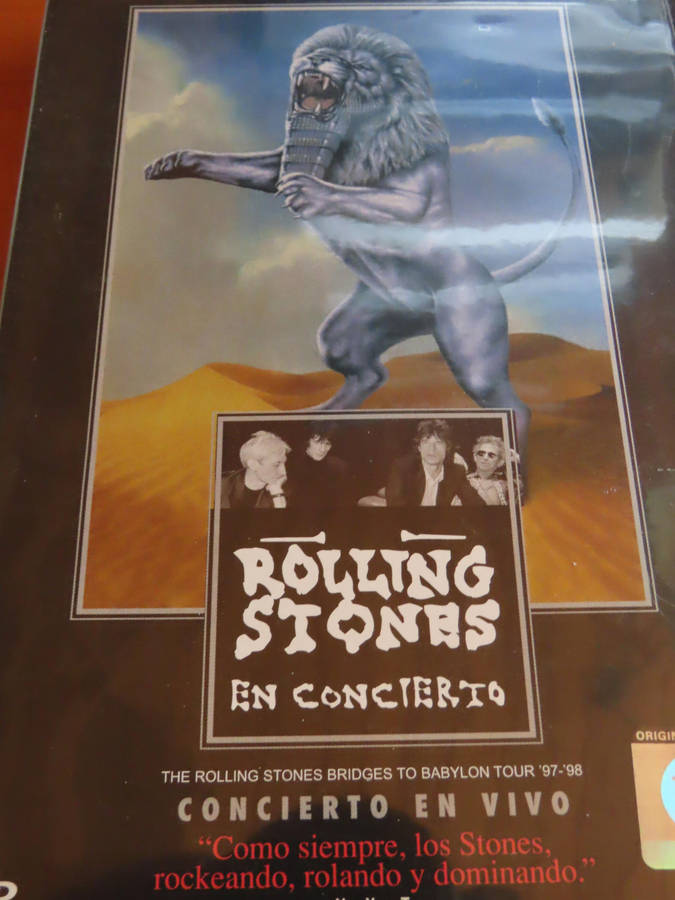 ROLLING
STONES
EN CONCIERTO
THE ROLLING STONES BRIDGES TO BABYLON TOUR '97-'98
CONCIERTO EN VIVO
“Como siempre, los Stones,
rockeando, rolando y dominando.”